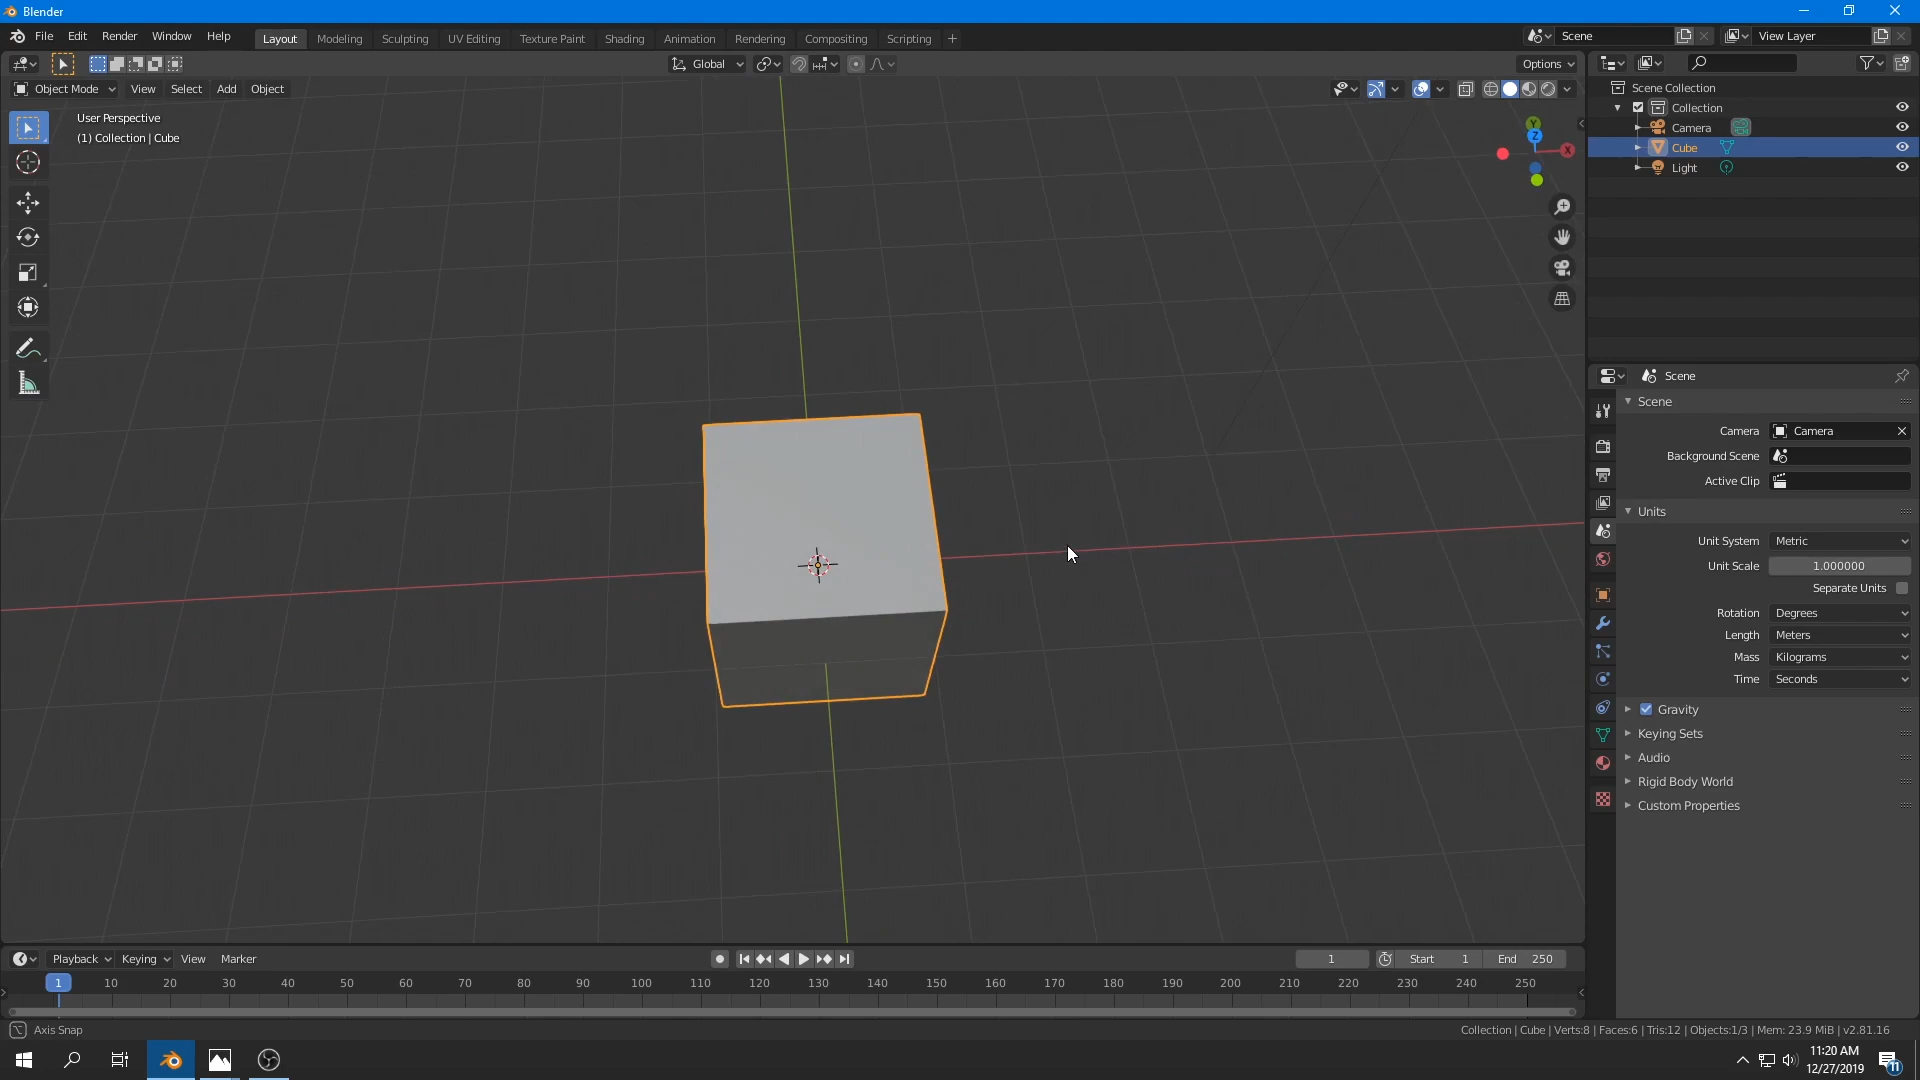 Blender
File Edit Render Window Help Layout Modeling Sculpting UV Editing Texture Paint Shading Animation Rendering Compositing Scripting + Scene View Layer
Global Options
Object Mode View Select Add Object
User Perspective
(1) Collection | Cube
Y
Z
X
Scene Collection
Collection
Camera
Cube
Light
Scene
Scene
Camera Camera
Background Scene
Active Clip
Units
Unit System Metric
Unit Scale 1.000000
Separate Units
Rotation Degrees
Length Meters
Mass Kilograms
Time Seconds
Gravity
Keying Sets
Audio
Rigid Body World
Custom Properties
Playback Keying View Marker 1 Start 1 End 250
1 10 20 30 40 50 60 70 80 90 100 110 120 130 140 150 160 170 180 190 200 210 220 230 240 250
Axis Snap Collection | Cube | Verts:8 | Faces:6 | Tris:12 | Objects:1/3 | Mem: 23.9 MiB | v2.81.16
11:20 AM
12/27/2019
11